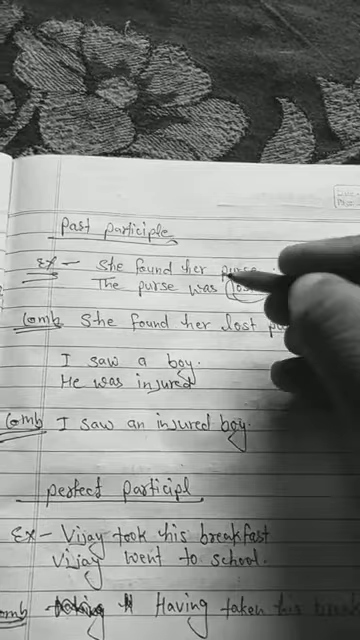 Past participle
Ex - She found her purse
The purse was lost
Comb She found her lost
I saw a boy.
He was injured
Comb I saw an injured boy.
perfect participl
Ex - Vijay took his breakfast
Vijay went to school.
Comb Having taken his break